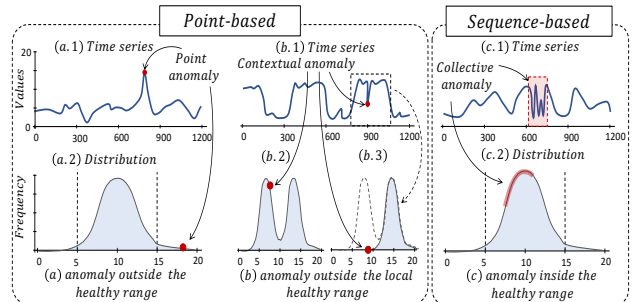 Point-based
Sequence-based
(a.1) Time series
Point
anomaly
(b.1) Time series
Contextual anomaly
(c.1) Time series
Collective
anomaly
Values
20
10
0
0 300 600 900 1200
0 300 600 900 1200
0 300 600 900 1200
(a.2) Distribution
(b.2)
(b.3)
(c.2) Distribution
Frequency
0 5 10 15 20
0 10 20
0 10 20
0 5 10 15 20
(a) anomaly outside the
healthy range
(b) anomaly outside the local
healthy range
(c) anomaly inside the
healthy range